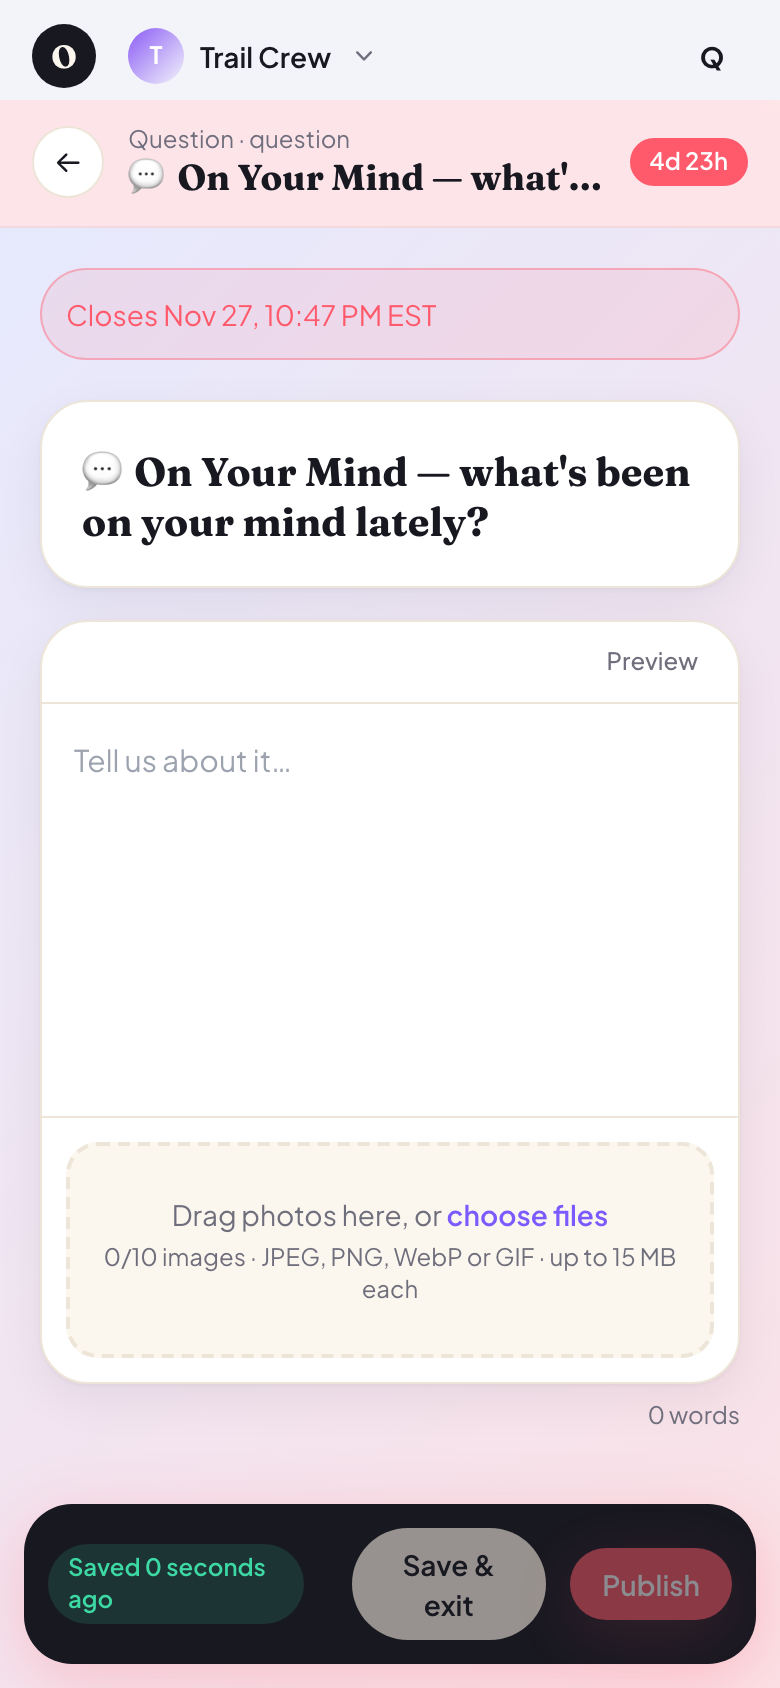 O
T Trail Crew
Q
Question · question
💬 On Your Mind — what'...
4d 23h
Closes Nov 27, 10:47 PM EST
💬 On Your Mind — what's been
on your mind lately?
Preview
Tell us about it...
Drag photos here, or choose files
0/10 images · JPEG, PNG, WebP or GIF · up to 15 MB
each
0 words
Saved 0 seconds
ago
Save &
exit
Publish